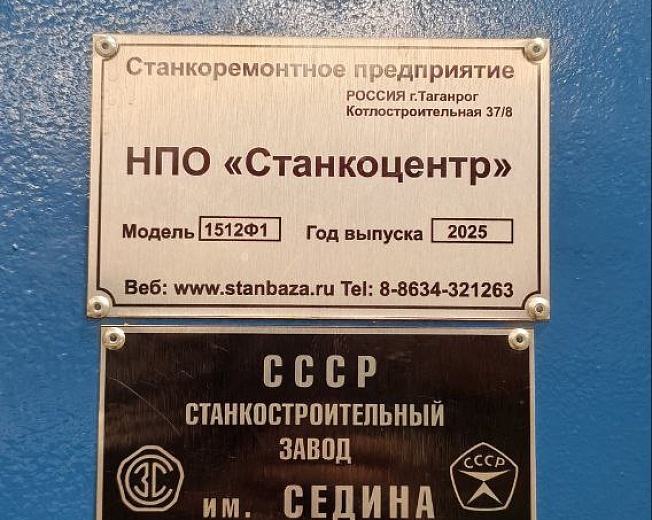 Станкоремонтное предприятие
РОССИЯ г.Таганрог
Котлостроительная 37/8
НПО «Станкоцентр»
Модель 1512Ф1 Год выпуска 2025
Веб: www.stanbaza.ru Tel: 8-8634-321263
СССР
СТАНКОСТРОИТЕЛЬНЫЙ
ЗАВОД
ЗС
СССР
им. СЕДИНА